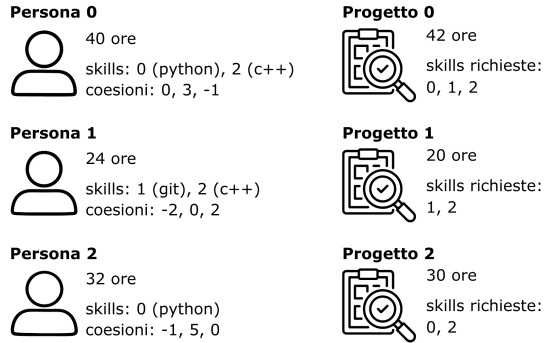 Persona 0
40 ore
skills: 0 (python), 2 (c++)
coesioni: 0, 3, -1
Progetto 0
42 ore
skills richieste:
0, 1, 2
Persona 1
24 ore
skills: 1 (git), 2 (c++)
coesioni: -2, 0, 2
Progetto 1
20 ore
skills richieste:
1, 2
Persona 2
32 ore
skills: 0 (python)
coesioni: -1, 5, 0
Progetto 2
30 ore
skills richieste:
0, 2